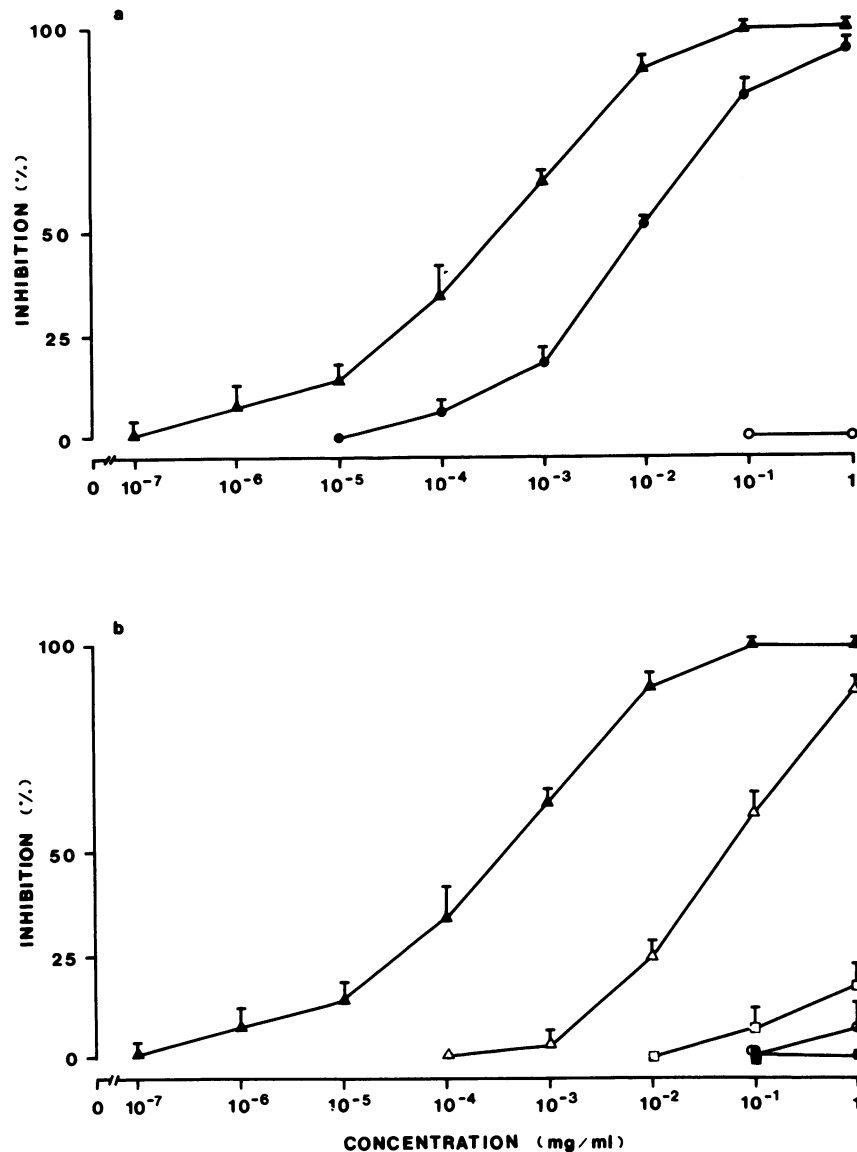 a
100
50
25
0
INHIBITION (%)
0 10⁻⁷ 10⁻⁶ 10⁻⁵ 10⁻⁴ 10⁻³ 10⁻² 10⁻¹ 1
b
100
50
25
0
INHIBITION (%)
0 10⁻⁷ 10⁻⁶ 10⁻⁵ 10⁻⁴ 10⁻³ 10⁻² 10⁻¹ 1
CONCENTRATION (mg/ml)